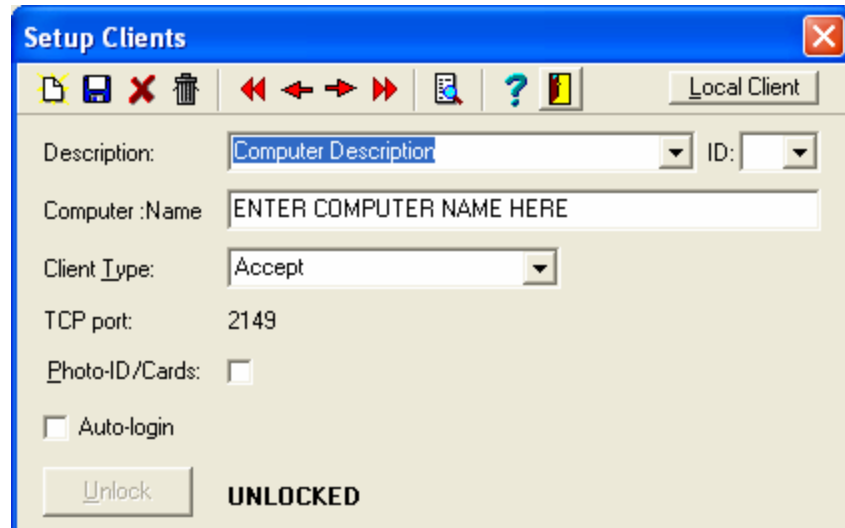 Setup Clients
Local Client
Description: Computer Description ID:
Computer :Name ENTER COMPUTER NAME HERE
Client Type: Accept
TCP port: 2149
Photo-ID/Cards:
Auto-login
Unlock UNLOCKED